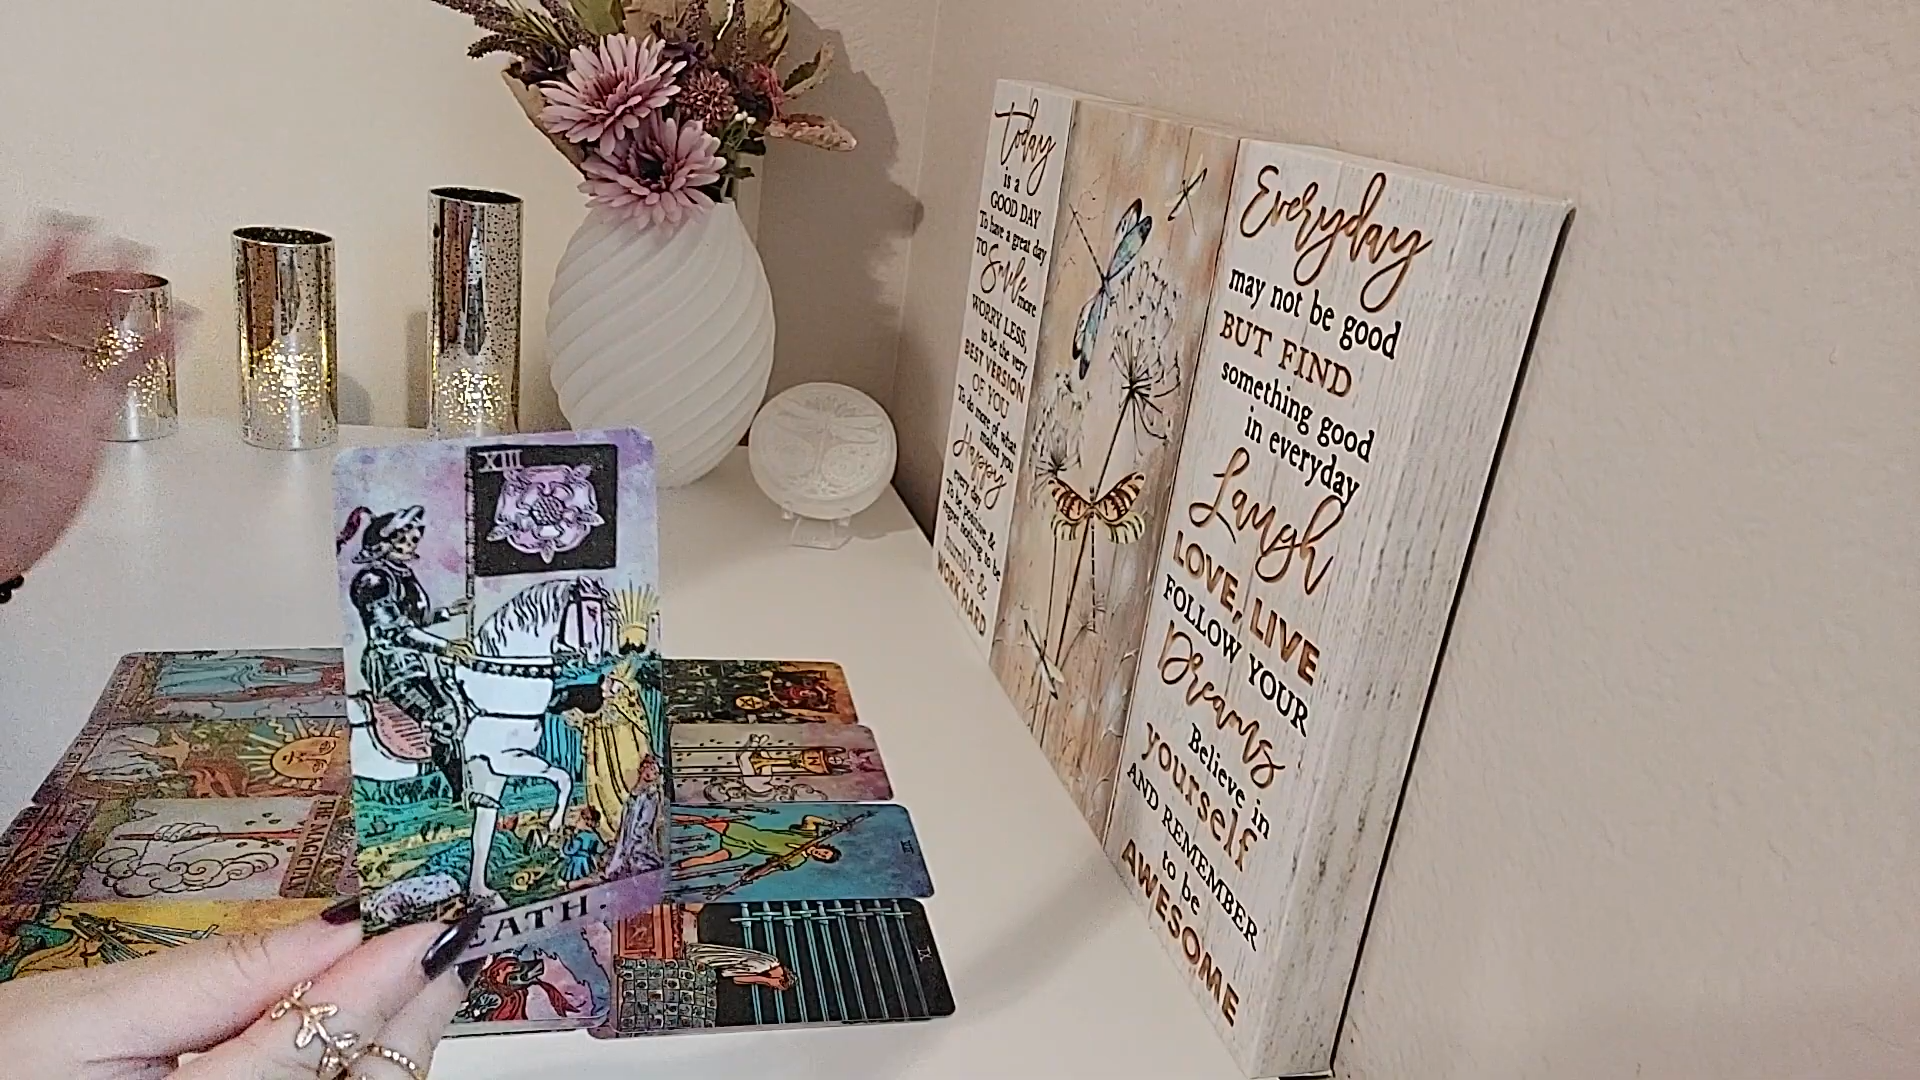 today
is a
GOOD DAY
To have a great day
TO Smile more
WORRY LESS,
to be the very
BEST VERSION
OF YOU
To do more of what
makes you
Happy
every day
To be positive &
regret nothing to be
humble &
WORK HARD
Everyday
may not be good
BUT FIND
something good
in everyday
Laugh
LOVE, LIVE
FOLLOW YOUR
Dreams
Believe in
yourself
AND REMEMBER
to be
AWESOME
XIII
EATH.
THE MAGICIAN
IX